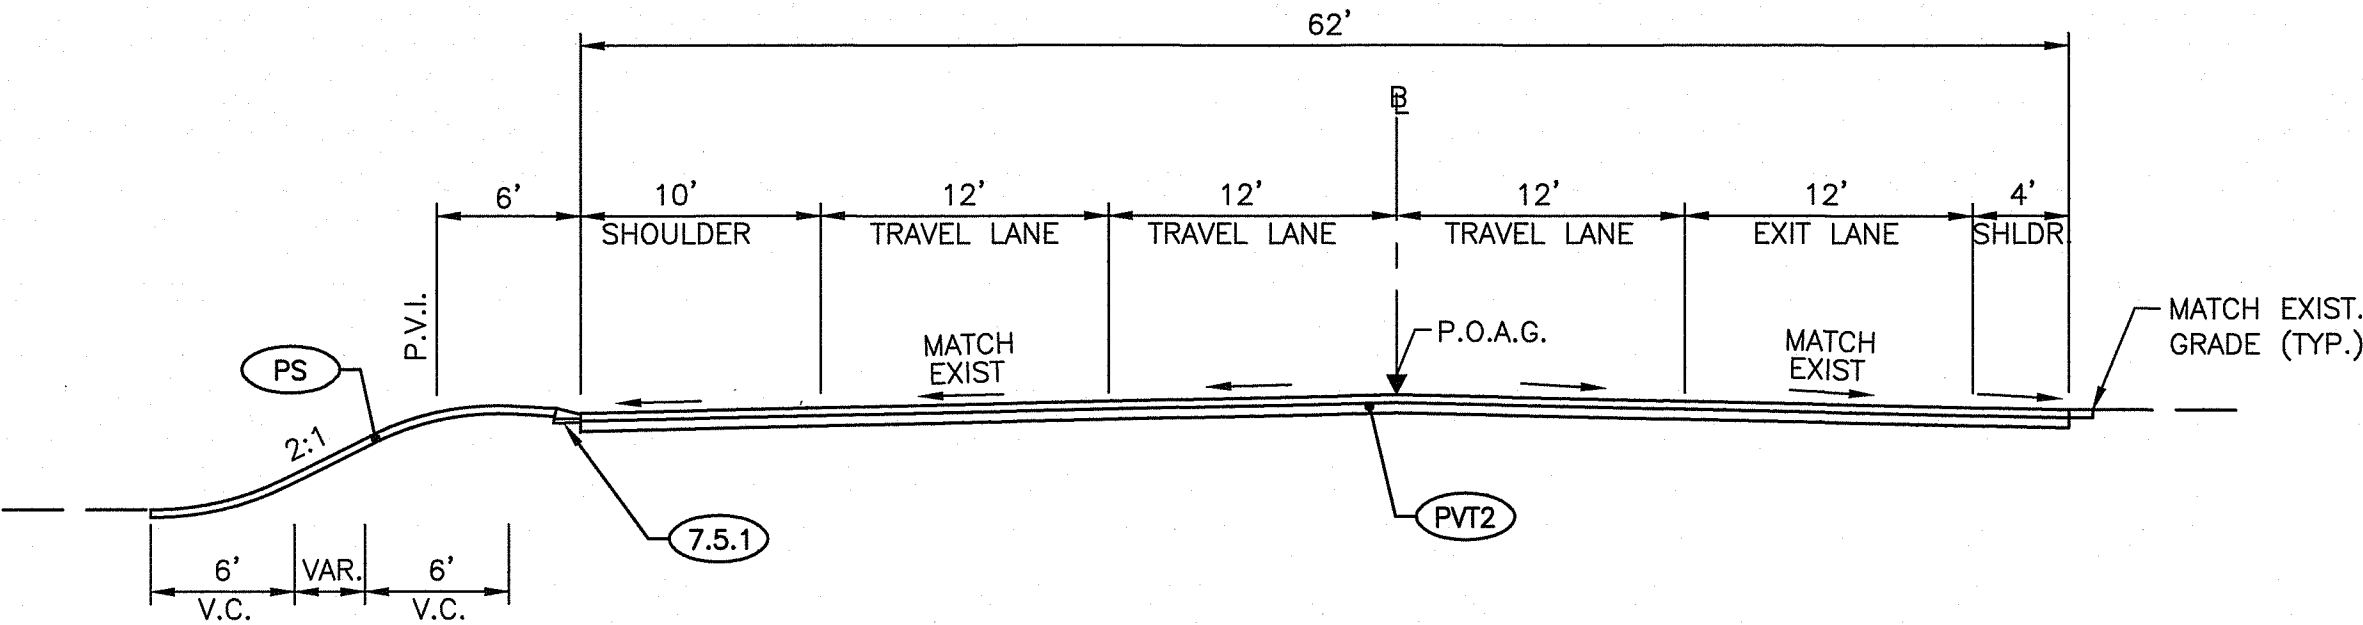 62'
B
6'
10'
12'
12'
12'
12'
4'
SHOULDER
TRAVEL LANE
TRAVEL LANE
TRAVEL LANE
EXIT LANE
SHLDR.
P.V.I.
MATCH EXIST.
GRADE (TYP.)
P.O.A.G.
MATCH
EXIST
MATCH
EXIST
PS
2:1
PVT2
7.5.1
6'
VAR.
6'
V.C.
V.C.